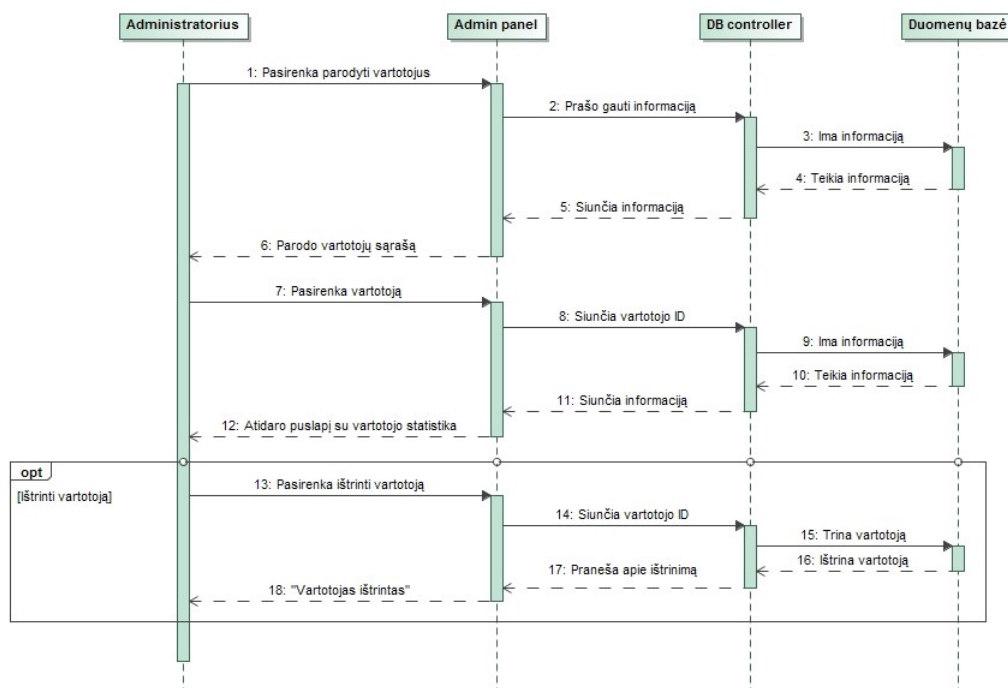 Administratorius
Admin panel
DB controller
Duomenų bazė
1: Pasirenka parodyti vartotojus
2: Prašo gauti informaciją
3: Ima informaciją
4: Teikia informaciją
5: Siunčia informaciją
6: Parodo vartotojų sąrašą
7: Pasirenka vartotoją
8: Siunčia vartotojo ID
9: Ima informaciją
10: Teikia informaciją
11: Siunčia informaciją
12: Atidaro puslapį su vartotojo statistika
opt
[Ištrinti vartotoją]
13: Pasirenka ištrinti vartotoją
14: Siunčia vartotojo ID
15: Trina vartotoją
16: Ištrina vartotoją
17: Praneša apie ištrinimą
18: "Vartotojas ištrintas"